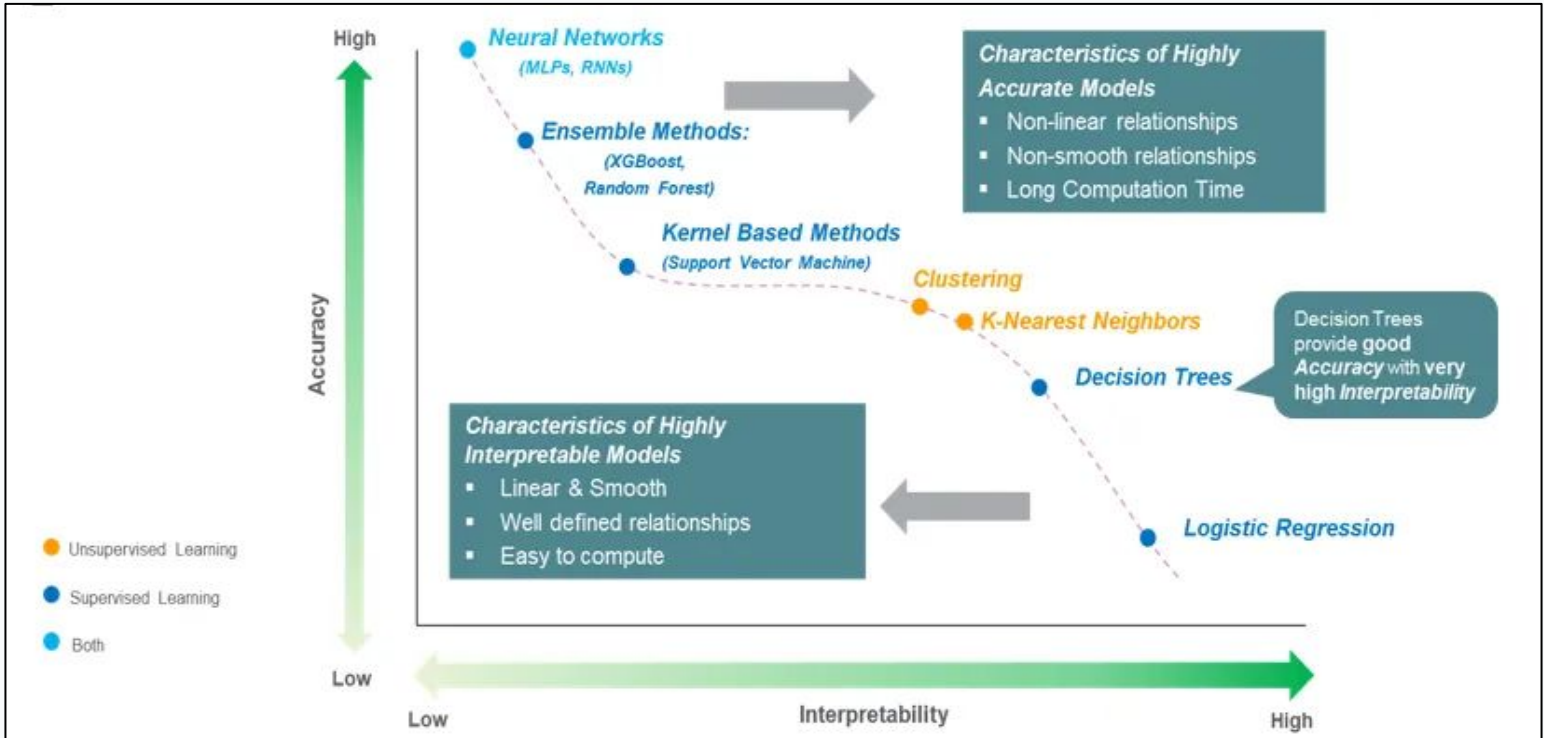 High
Neural Networks
(MLPs, RNNs)
Ensemble Methods:
(XGBoost,
Random Forest)
Kernel Based Methods
(Support Vector Machine)
Characteristics of Highly
Accurate Models
▪ Non-linear relationships
▪ Non-smooth relationships
▪ Long Computation Time
Clustering
K-Nearest Neighbors
Decision Trees
Decision Trees
provide good
Accuracy with very
high Interpretability
Accuracy
Characteristics of Highly
Interpretable Models
▪ Linear & Smooth
▪ Well defined relationships
▪ Easy to compute
Logistic Regression
Unsupervised Learning
Supervised Learning
Both
Low
Low
Interpretability
High